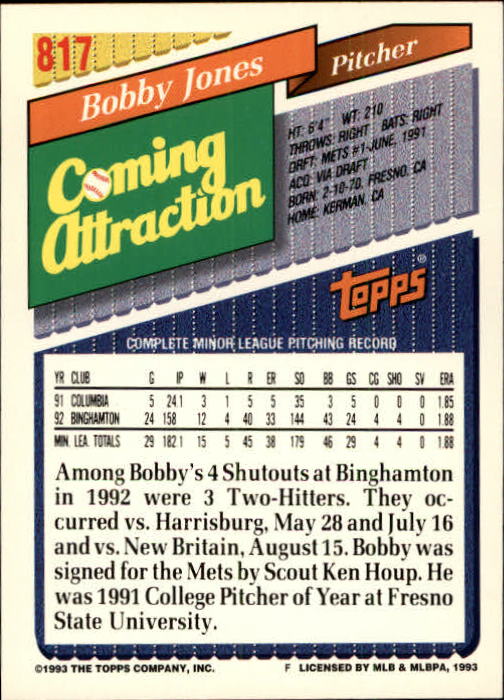 817
Bobby Jones
Pitcher
Coming
Attraction
HT: 6'4" WT: 210
THROWS: RIGHT BATS: RIGHT
DRFT: METS #1-JUNE, 1991
ACQ: VIA DRAFT
BORN: 2-10-70, FRESNO, CA
HOME: KERMAN, CA
TOPPS®
COMPLETE MINOR LEAGUE PITCHING RECORD
YR CLUB G IP W L R ER SO BB GS CG SHO SV ERA
91 COLUMBIA 5 24.1 3 1 5 5 35 3 5 0 0 0 1.85
92 BINGHAMTON 24 158 12 4 40 33 144 43 24 4 4 0 1.88
MIN. LEA. TOTALS 29 182.1 15 5 45 38 179 46 29 4 4 0 1.88
Among Bobby's 4 Shutouts at Binghamton
in 1992 were 3 Two-Hitters. They oc-
curred vs. Harrisburg, May 28 and July 16
and vs. New Britain, August 15. Bobby was
signed for the Mets by Scout Ken Houp. He
was 1991 College Pitcher of Year at Fresno
State University.
©1993 THE TOPPS COMPANY, INC. F LICENSED BY MLB & MLBPA, 1993